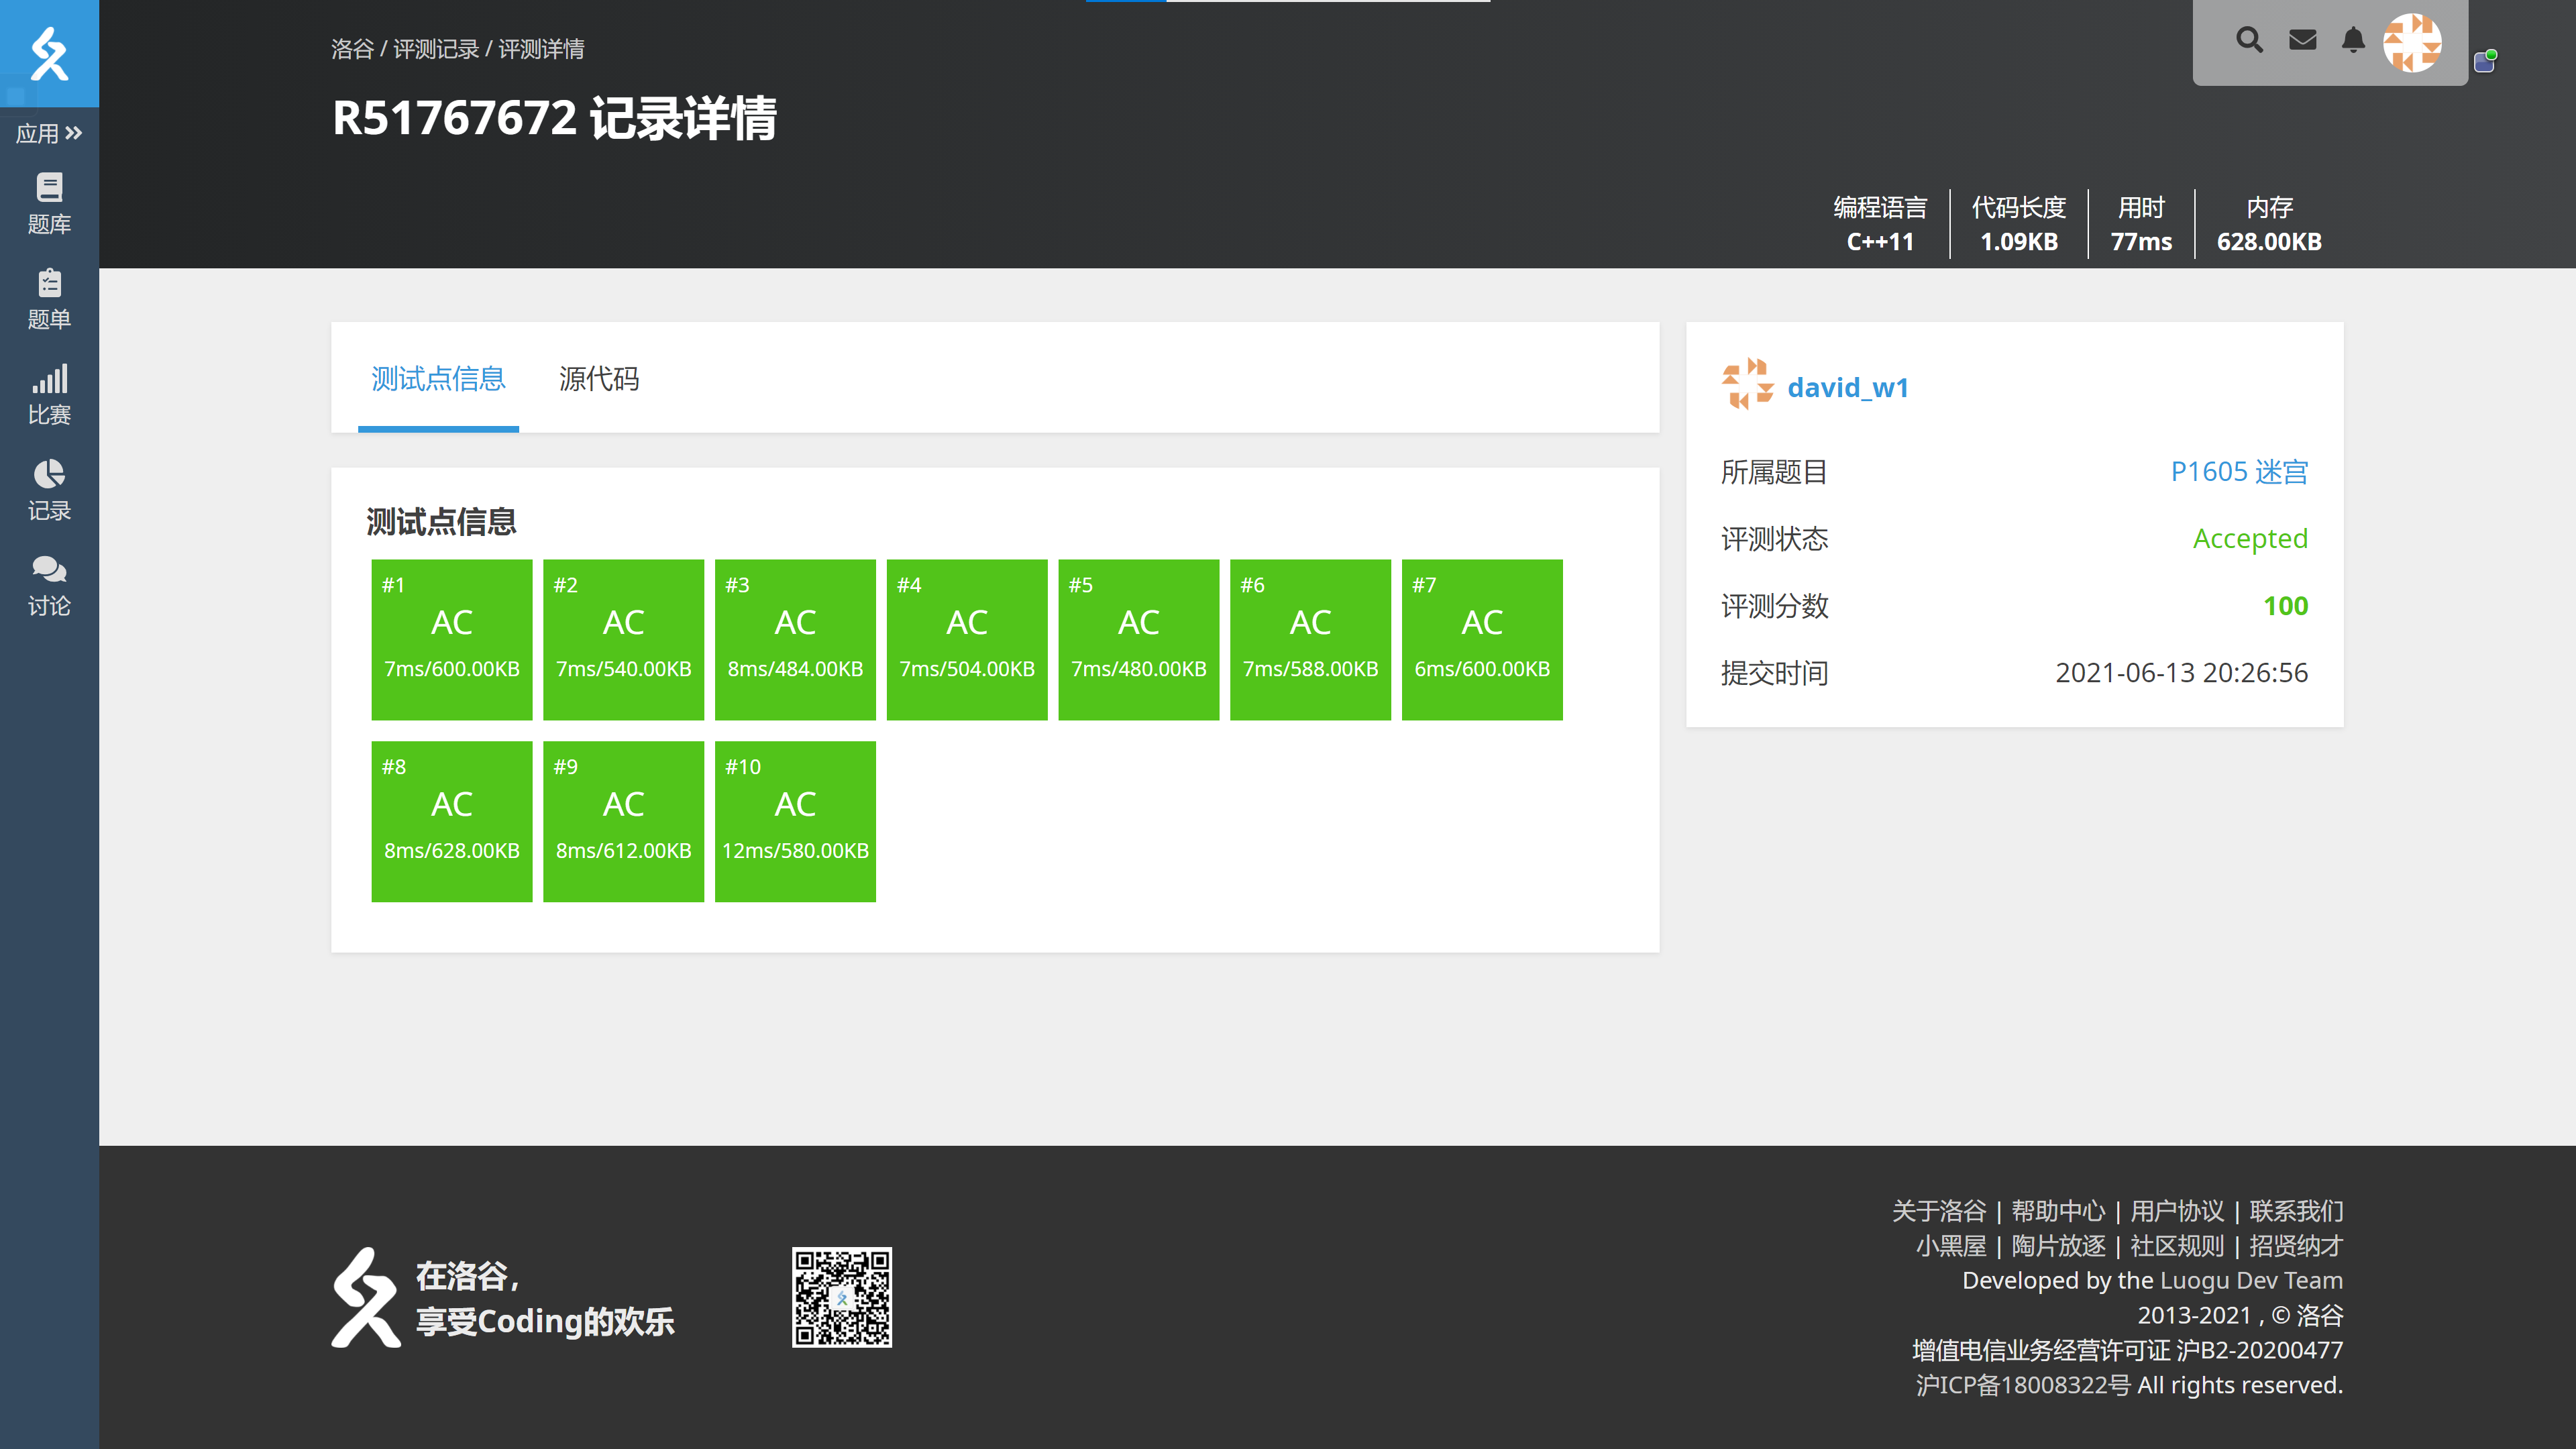 洛谷 / 评测记录 / 评测详情
R51767672 记录详情
编程语言
C++11
代码长度
1.09KB
用时
77ms
内存
628.00KB
应用
题库
题单
比赛
记录
讨论
测试点信息
源代码
测试点信息
#1
AC
7ms/600.00KB
#2
AC
7ms/540.00KB
#3
AC
8ms/484.00KB
#4
AC
7ms/504.00KB
#5
AC
7ms/480.00KB
#6
AC
7ms/588.00KB
#7
AC
6ms/600.00KB
#8
AC
8ms/628.00KB
#9
AC
8ms/612.00KB
#10
AC
12ms/580.00KB
david_w1
所属题目 P1605 迷宫
评测状态 Accepted
评测分数 100
提交时间 2021-06-13 20:26:56
在洛谷，
享受Coding的欢乐
关于洛谷 | 帮助中心 | 用户协议 | 联系我们
小黑屋 | 陶片放逐 | 社区规则 | 招贤纳才
Developed by the Luogu Dev Team
2013-2021 , © 洛谷
增值电信业务经营许可证 沪B2-20200477
沪ICP备18008322号 All rights reserved.